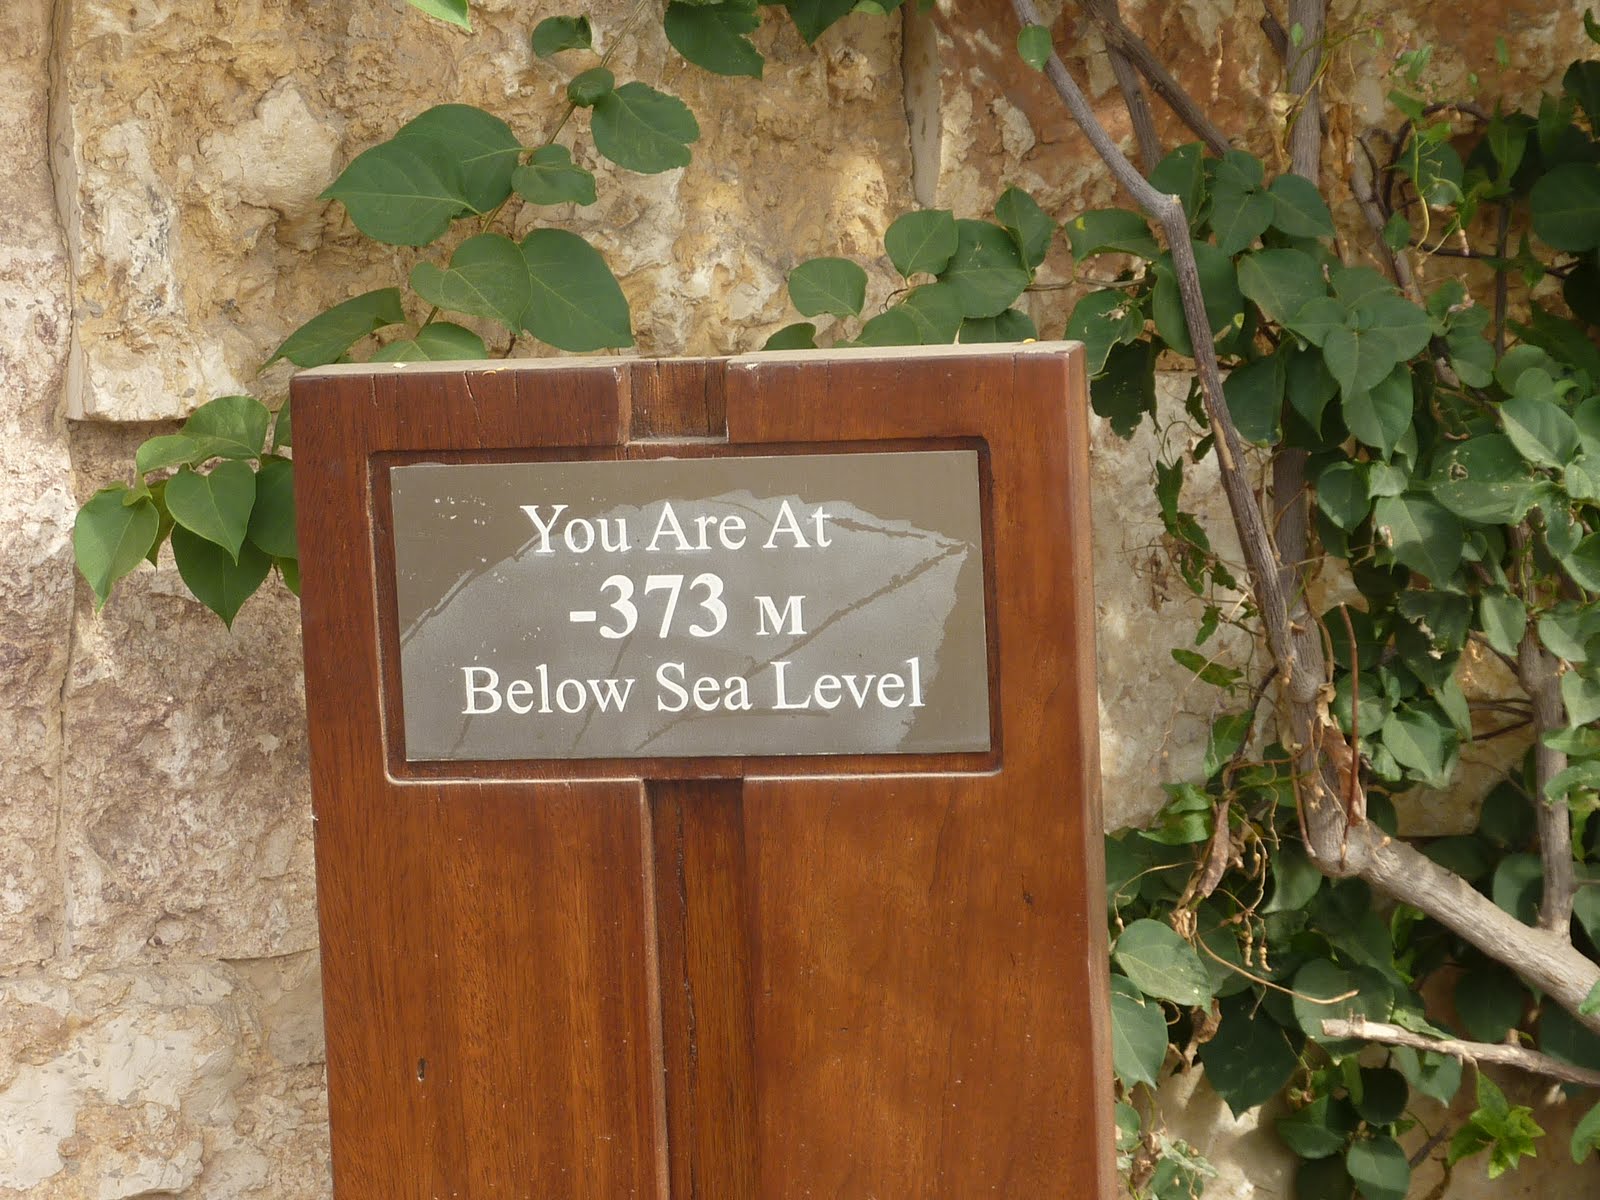 You Are At
-373 M
Below Sea Level